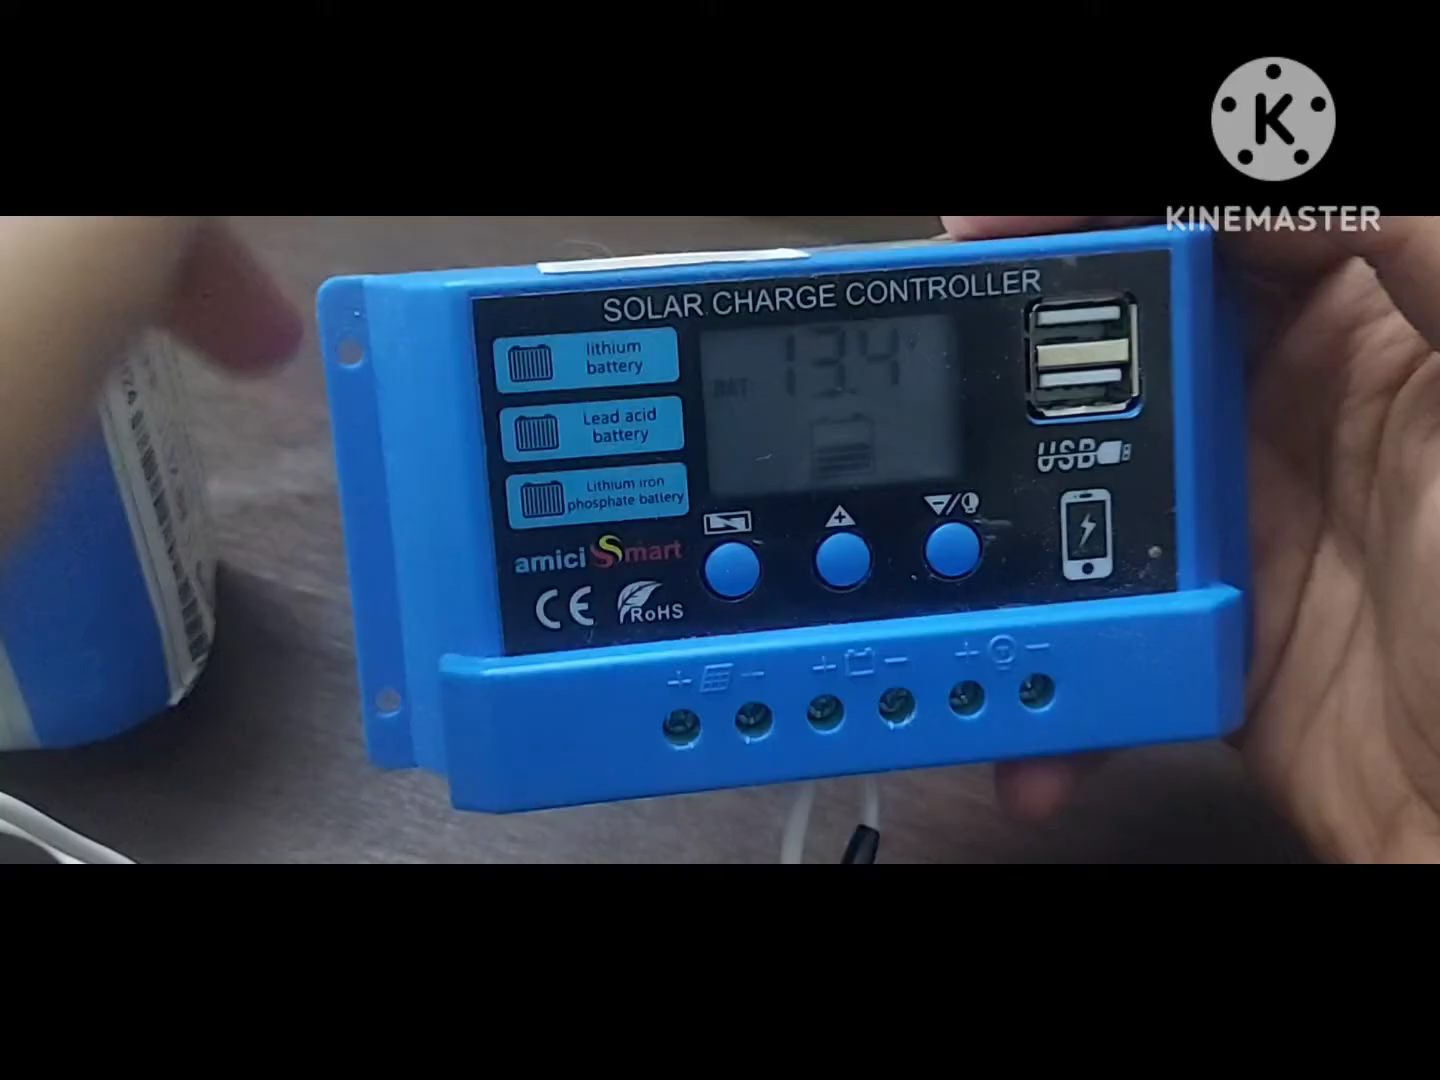 KINEMASTER
SOLAR CHARGE CONTROLLER
lithium
battery
Lead acid
battery
Lithium iron
phosphate battery
BAT 13.4
USB
amici Smart
CE RoHS
+ -
+ -
+ -